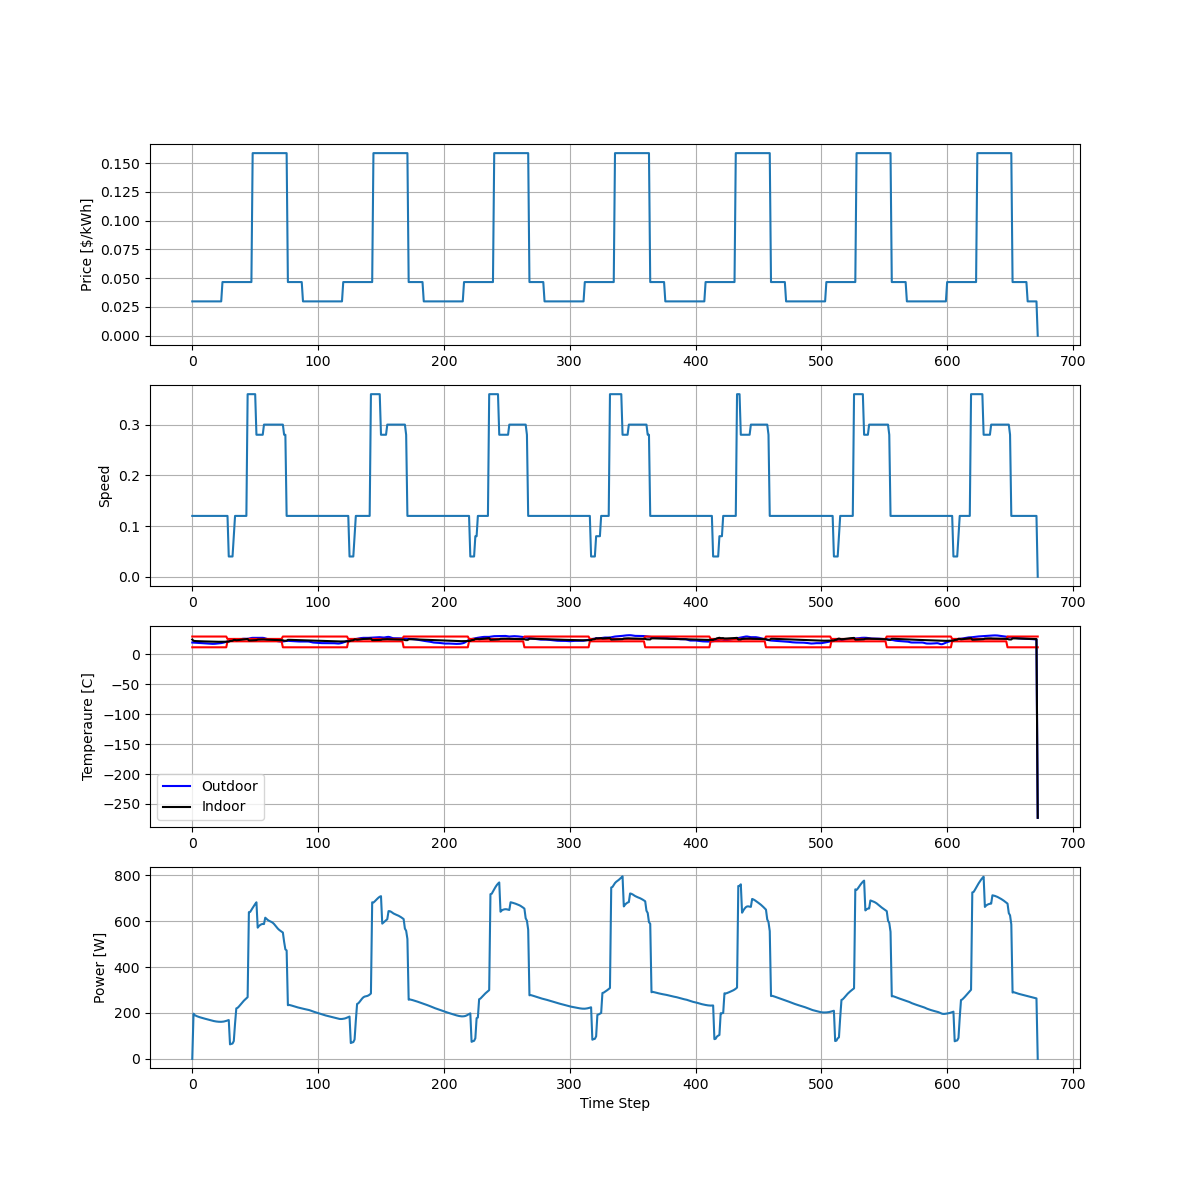 0.150
0.125
0.100
0.075
0.050
0.025
0.000
Price [$/kWh]
0 100 200 300 400 500 600 700
0.3
0.2
0.1
0.0
Speed
0 100 200 300 400 500 600 700
0
−50
−100
−150
−200
−250
Temperaure [C]
Outdoor
Indoor
0 100 200 300 400 500 600 700
800
600
400
200
0
Power [W]
0 100 200 300 400 500 600 700
Time Step